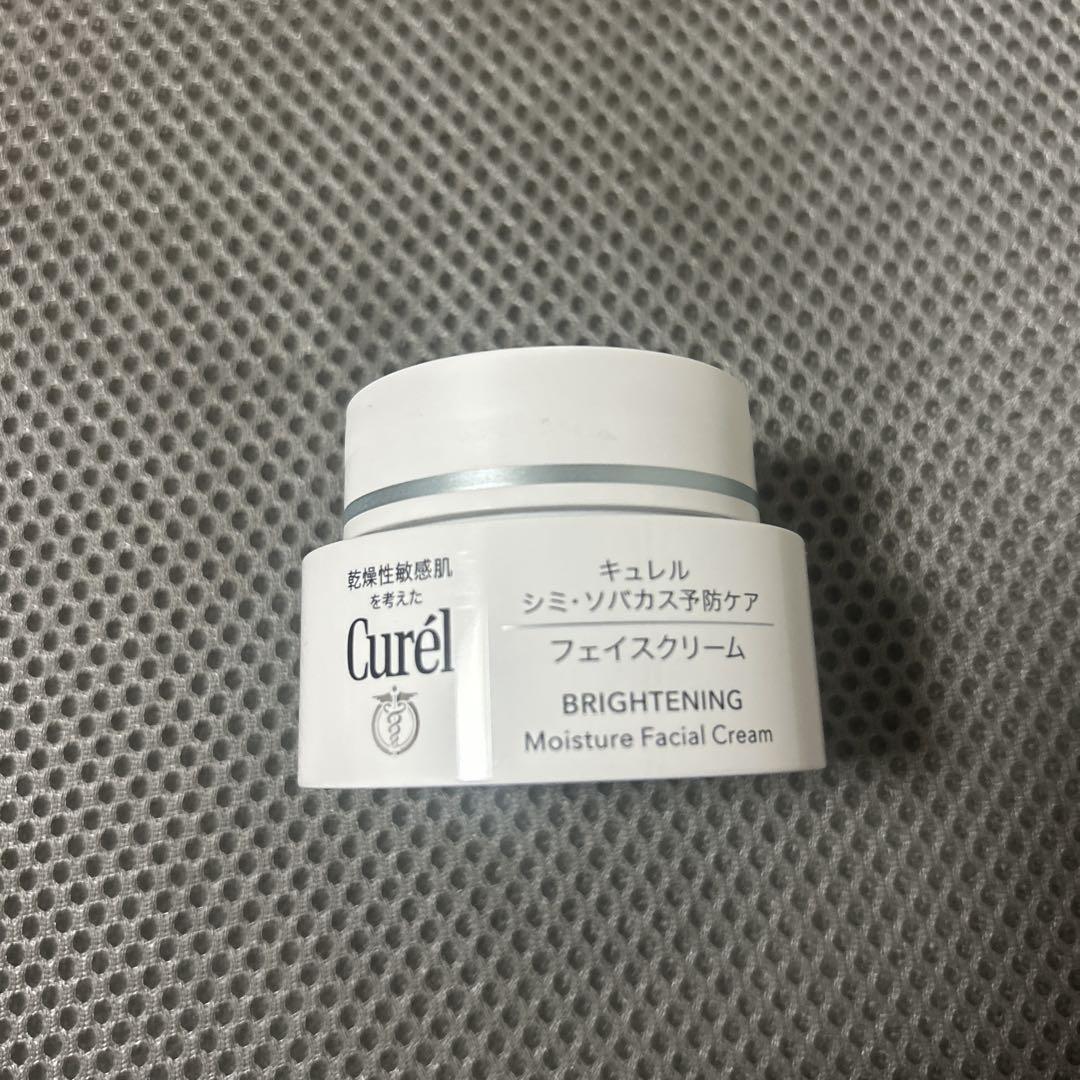 乾燥性敏感肌
を考えた
Curél
キュレル
シミ・ソバカス予防ケア
フェイスクリーム
BRIGHTENING
Moisture Facial Cream